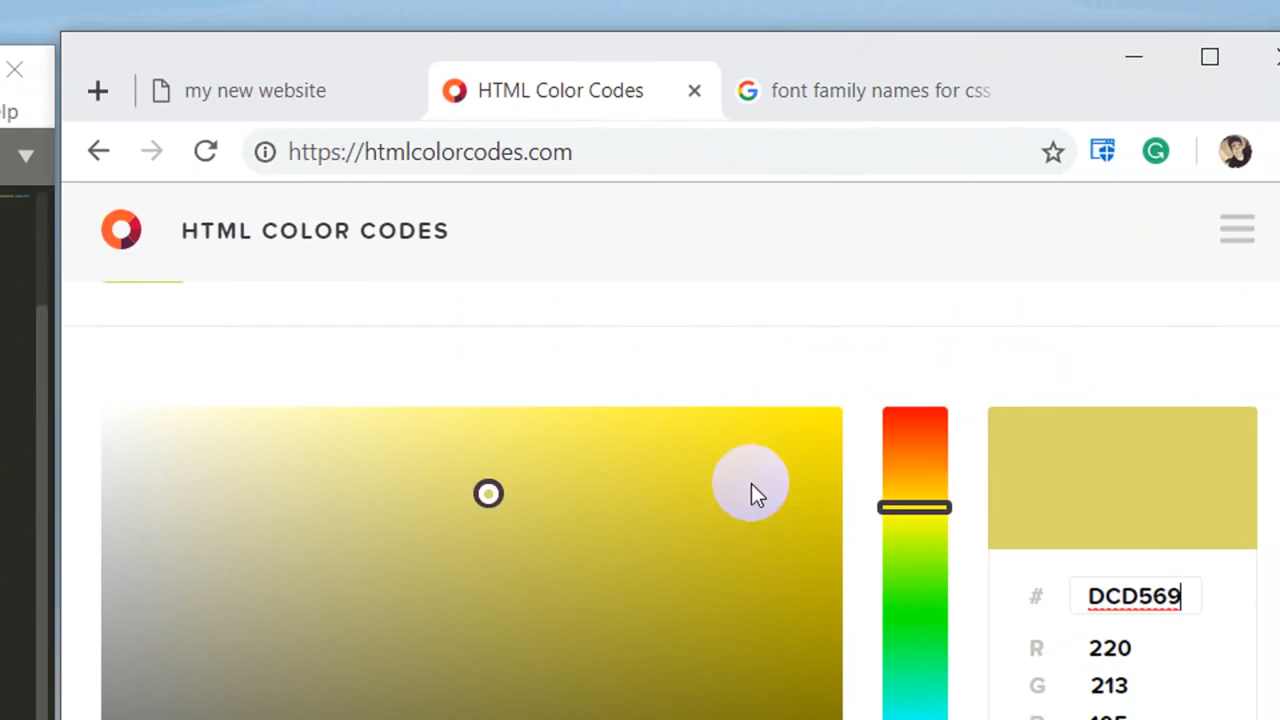 my new website
HTML Color Codes
font family names for css
https://htmlcolorcodes.com
HTML COLOR CODES
# DCD569
R 220
G 213